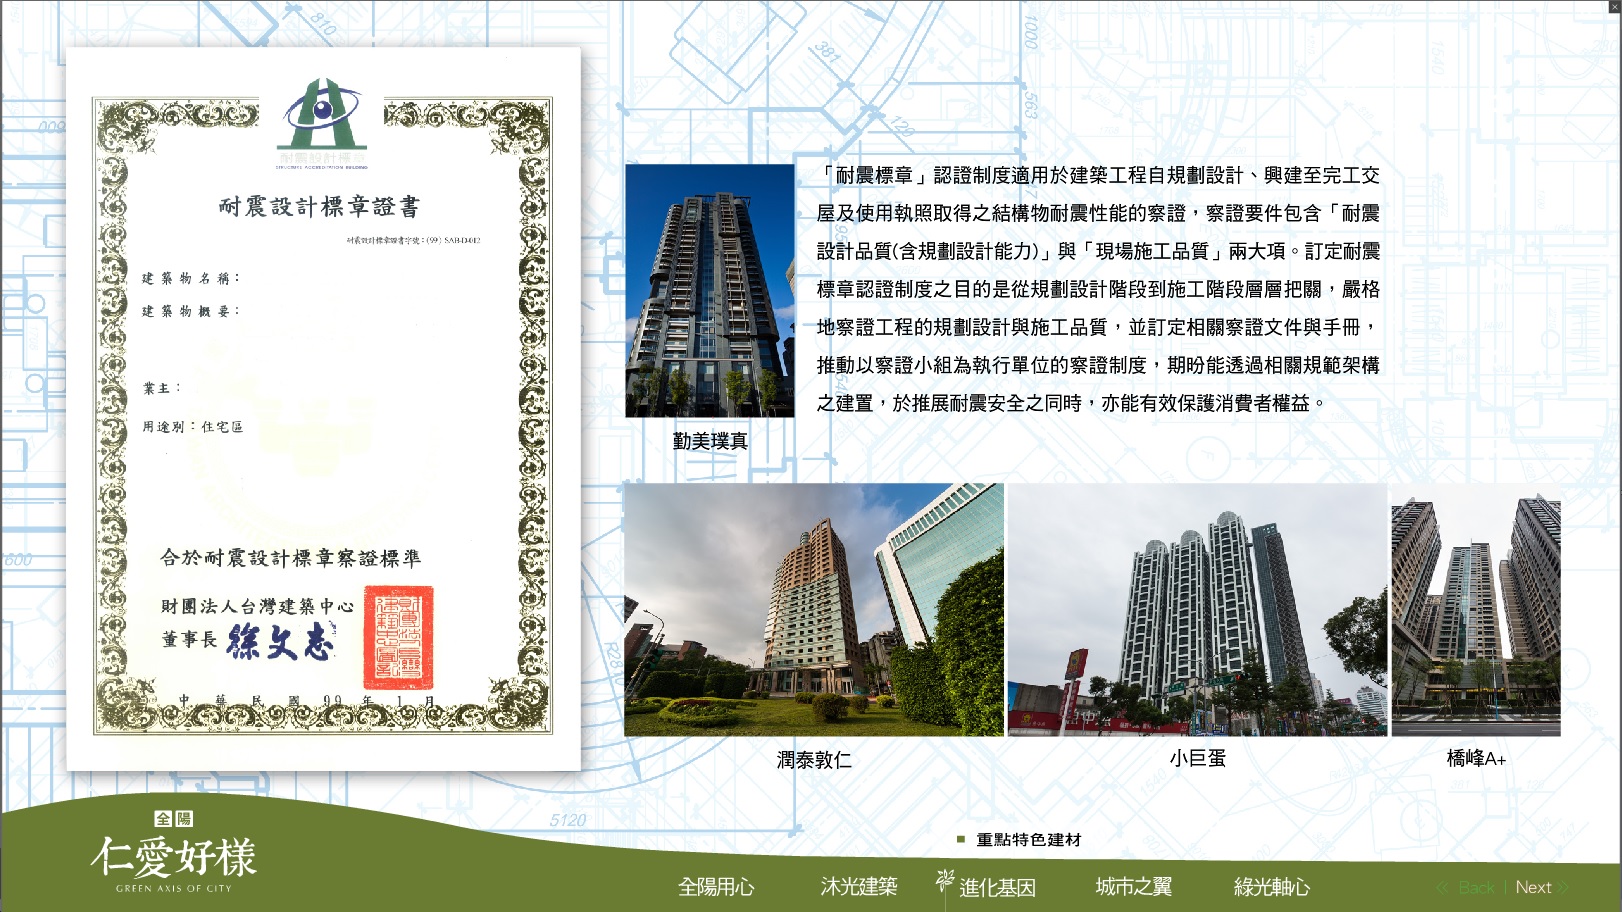 耐震設計標章
STRUCTURE ACCREDITATION BUILDING
耐震設計標章證書
耐震設計標章證書字號：(99) SAB-D-012
建築物名稱：
建築物概要：
業主：
用途別：住宅區
合於耐震設計標章察證標準
財團法人台灣建築中心
董事長 徐文志
中華民國99年1月
「耐震標章」認證制度適用於建築工程自規劃設計、興建至完工交
屋及使用執照取得之結構物耐震性能的察證，察證要件包含「耐震
設計品質(含規劃設計能力)」與「現場施工品質」兩大項。訂定耐震
標章認證制度之目的是從規劃設計階段到施工階段層層把關，嚴格
地察證工程的規劃設計與施工品質，並訂定相關察證文件與手冊，
推動以察證小組為執行單位的察證制度，期盼能透過相關規範架構
之建置，於推展耐震安全之同時，亦能有效保護消費者權益。
勤美璞真
潤泰敦仁
小巨蛋
橋峰A+
810
381
1000
563
120
600
5120
重點特色建材
全陽
仁愛好樣
GREEN AXIS OF CITY
全陽用心
沐光建築
進化基因
城市之翼
綠光軸心
Back | Next